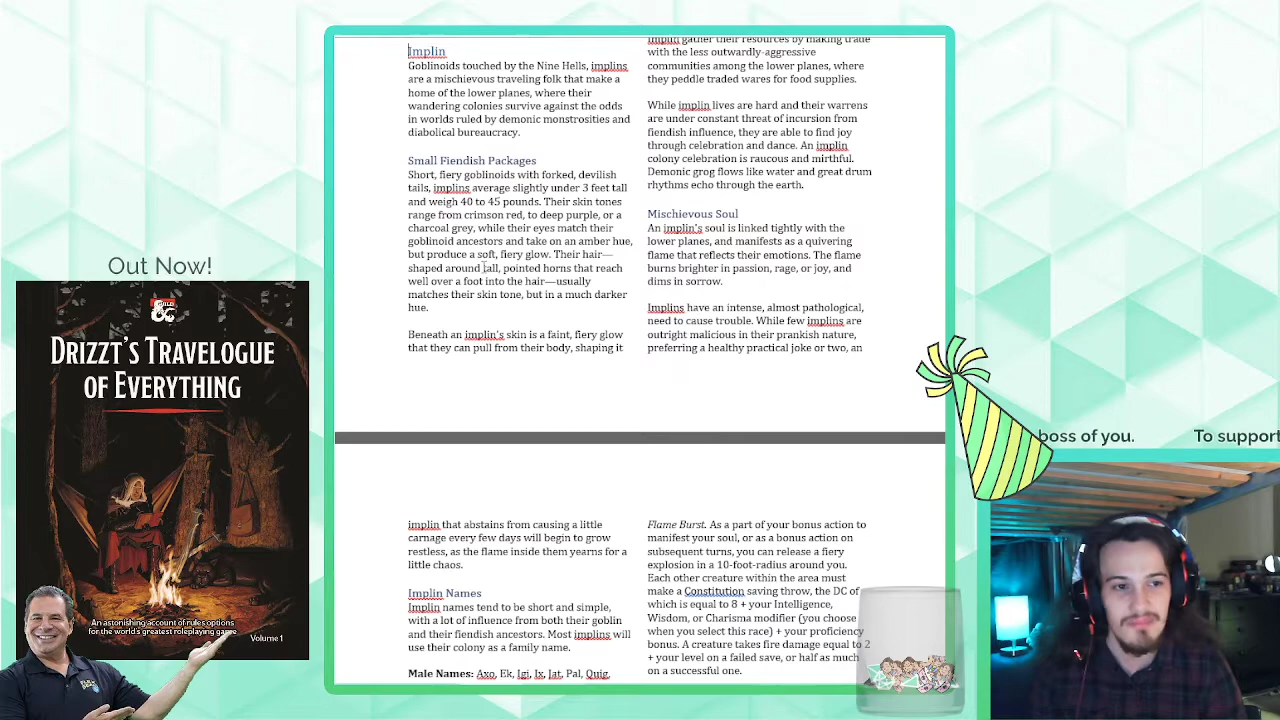 Implin
Goblinoids touched by the Nine Hells, implins
are a mischievous traveling folk that make a
home of the lower planes, where their
wandering colonies survive against the odds
in worlds ruled by demonic monstrosities and
diabolical bureaucracy.
Small Fiendish Packages
Short, fiery goblinoids with forked, devilish
tails, implins average slightly under 3 feet tall
and weigh 40 to 45 pounds. Their skin tones
range from crimson red, to deep purple, or a
charcoal grey, while their eyes match their
goblinoid ancestors and take on an amber hue,
but produce a soft, fiery glow. Their hair—
shaped around tall, pointed horns that reach
well over a foot into the hair—usually
matches their skin tone, but in a much darker
hue.
Beneath an implin's skin is a faint, fiery glow
that they can pull from their body, shaping it
implin gather their resources by making trade
with the less outwardly-aggressive
communities among the lower planes, where
they peddle traded wares for food supplies.
While implin lives are hard and their warrens
are under constant threat of incursion from
fiendish influence, they are able to find joy
through celebration and dance. An implin
colony celebration is raucous and mirthful.
Demonic grog flows like water and great drum
rhythms echo through the earth.
Mischievous Soul
An implin's soul is linked tightly with the
lower planes, and manifests as a quivering
flame that reflects their emotions. The flame
burns brighter in passion, rage, or joy, and
dims in sorrow.
Implins have an intense, almost pathological,
need to cause trouble. While few implins are
outright malicious in their prankish nature,
preferring a healthy practical joke or two, an
implin that abstains from causing a little
carnage every few days will begin to grow
restless, as the flame inside them yearns for a
little chaos.
Implin Names
Implin names tend to be short and simple,
with a lot of influence from both their goblin
and their fiendish ancestors. Most implins will
use their colony as a family name.
Male Names: Axo, Ek, Igi, Ix, Jat, Pal, Quig,
Flame Burst. As a part of your bonus action to
manifest your soul, or as a bonus action on
subsequent turns, you can release a fiery
explosion in a 10-foot-radius around you.
Each other creature within the area must
make a Constitution saving throw, the DC of
which is equal to 8 + your Intelligence,
Wisdom, or Charisma modifier (you choose
when you select this race) + your proficiency
bonus. A creature takes fire damage equal to 2
+ your level on a failed save, or half as much
on a successful one.
Out Now!
DRIZZT'S TRAVELOGUE
OF EVERYTHING
An astonishing account of rules options
for the world's greatest roleplaying game
Volume 1
boss of you. To support